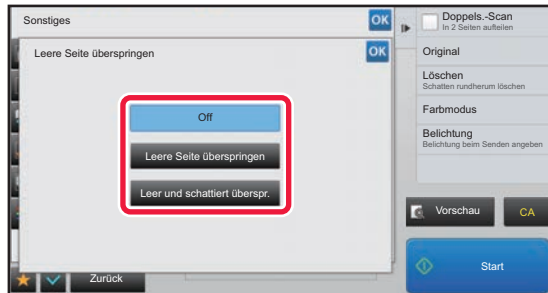 Sonstiges
OK
Leere Seite überspringen
OK
Off
Leere Seite überspringen
Leer und schattiert überspr.
Zurück
Doppels.-Scan
In 2 Seiten aufteilen
Original
Löschen
Schatten rundherum löschen
Farbmodus
Belichtung
Belichtung beim Senden angeben
Vorschau
CA
Start